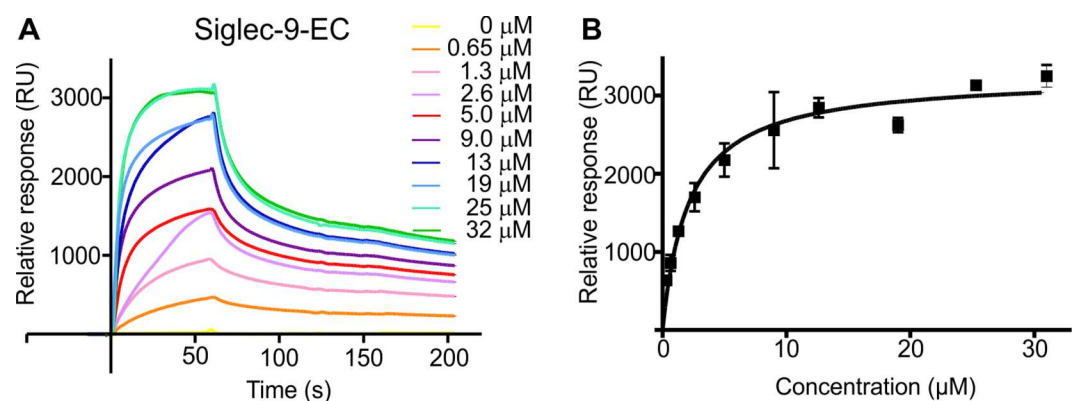 A
Siglec-9-EC
0 µM
0.65 µM
1.3 µM
2.6 µM
5.0 µM
9.0 µM
13 µM
19 µM
25 µM
32 µM
Relative response (RU)
3000
2000
1000
50
100
150
200
Time (s)
B
Relative response (RU)
3000
2000
1000
0
0
10
20
30
Concentration (µM)